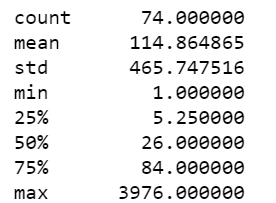 count 74.000000
mean 114.864865
std 465.747516
min 1.000000
25% 5.250000
50% 26.000000
75% 84.000000
max 3976.000000